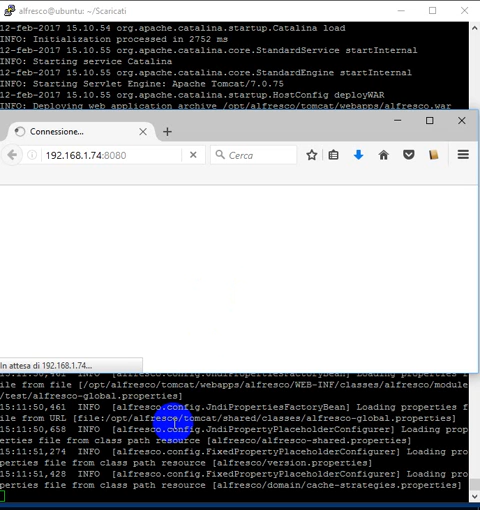 alfresco@ubuntu: ~/Scaricati
12-feb-2017 15.10.54 org.apache.catalina.startup.Catalina load
INFO: Initialization processed in 2752 ms
12-feb-2017 15.10.55 org.apache.catalina.core.StandardService startInternal
INFO: Starting service Catalina
12-feb-2017 15.10.55 org.apache.catalina.core.StandardEngine startInternal
INFO: Starting Servlet Engine: Apache Tomcat/7.0.75
12-feb-2017 15.10.55 org.apache.catalina.startup.HostConfig deployWAR
INFO: Deploying web application archive /opt/alfresco/tomcat/webapps/alfresco.war
Connessione...
192.168.1.74:8080
Cerca
In attesa di 192.168.1.74...
INFO [alfresco.config.JndiPropertiesFactoryBean] Loading properties f
ile from file [/opt/alfresco/tomcat/webapps/alfresco/WEB-INF/classes/alfresco/module
/test/alfresco-global.properties]
15:11:50,461 INFO [alfresco.config.JndiPropertiesFactoryBean] Loading properties f
ile from URL [file:/opt/alfresco/tomcat/shared/classes/alfresco-global.properties]
15:11:50,658 INFO [alfresco.config.JndiPropertyPlaceholderConfigurer] Loading prop
erties file from class path resource [alfresco/alfresco-shared.properties]
15:11:51,274 INFO [alfresco.config.FixedPropertyPlaceholderConfigurer] Loading pro
perties file from class path resource [alfresco/version.properties]
15:11:51,428 INFO [alfresco.config.FixedPropertyPlaceholderConfigurer] Loading pro
perties file from class path resource [alfresco/domain/cache-strategies.properties]